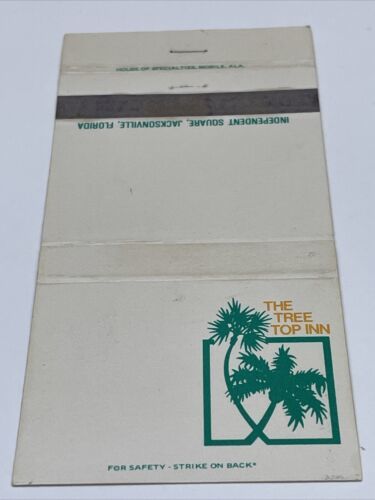 HOUSE OF SPECIALTIES, MOBILE, ALA.
INDEPENDENT SQUARE, JACKSONVILLE, FLORIDA
THE
TREE
TOP INN
FOR SAFETY - STRIKE ON BACK